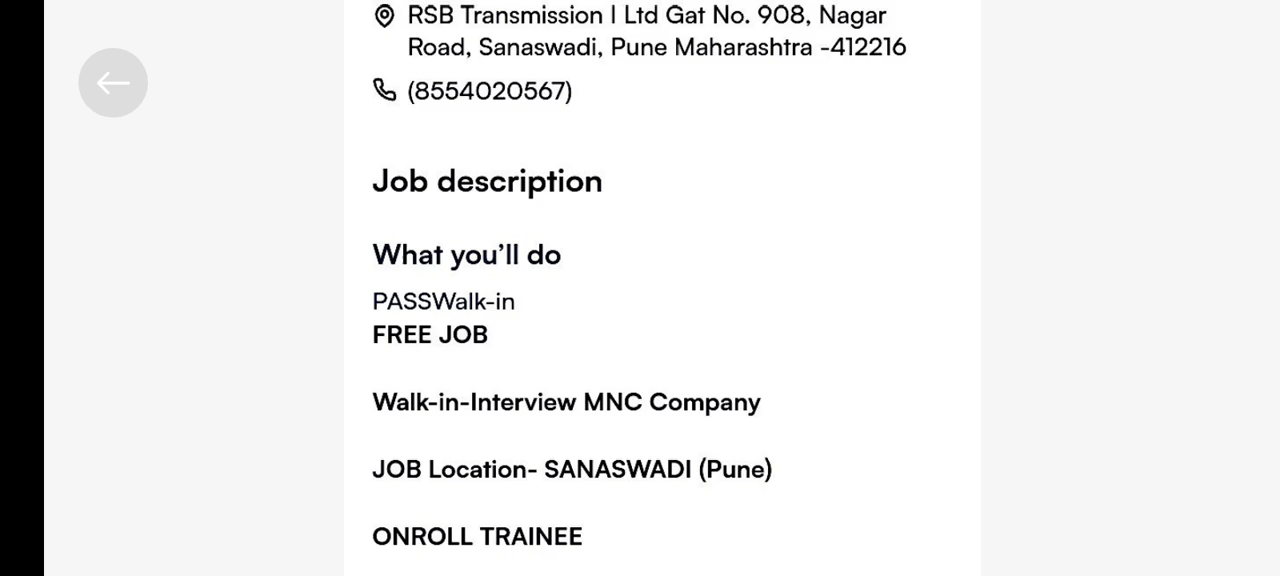 RSB Transmission I Ltd Gat No. 908, Nagar
Road, Sanaswadi, Pune Maharashtra -412216
(8554020567)
Job description
What you’ll do
PASSWalk-in
FREE JOB
Walk-in-Interview MNC Company
JOB Location- SANASWADI (Pune)
ONROLL TRAINEE